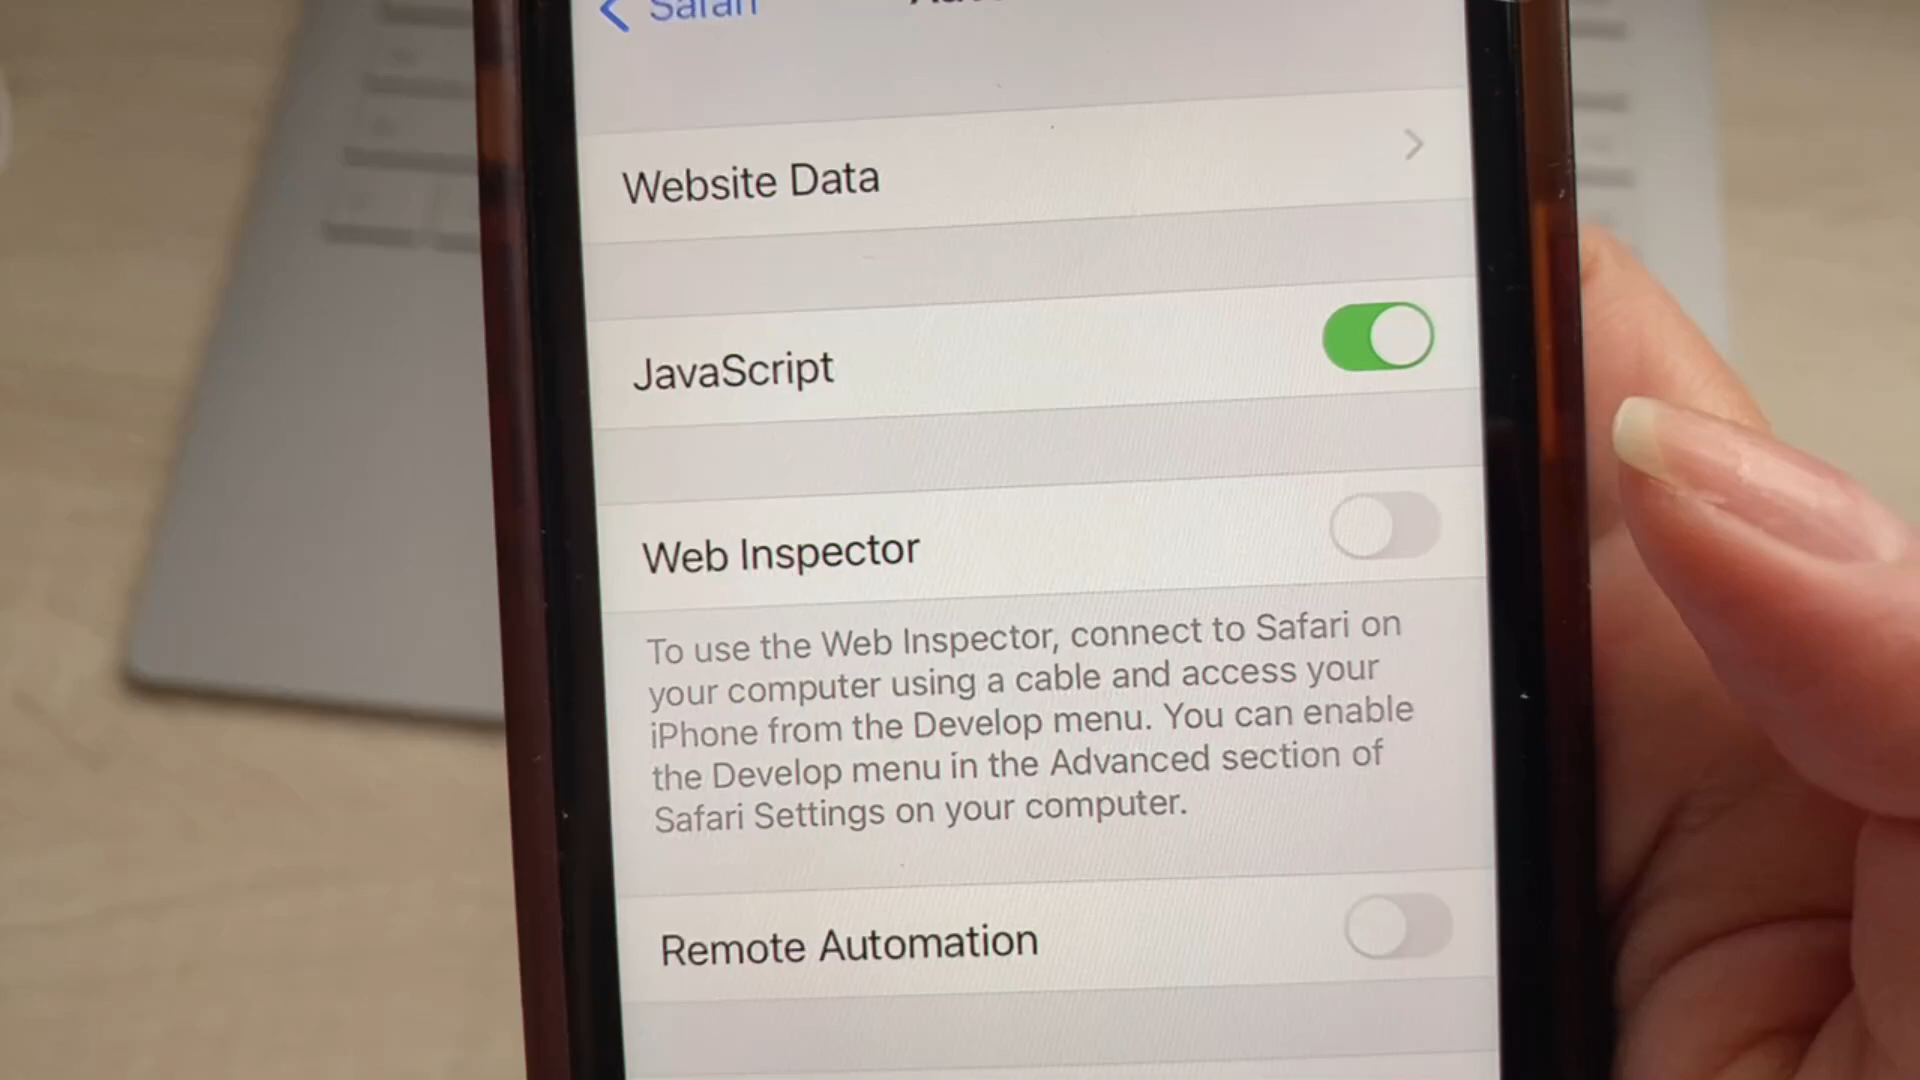 Safari
Website Data
JavaScript
Web Inspector
To use the Web Inspector, connect to Safari on
your computer using a cable and access your
iPhone from the Develop menu. You can enable
the Develop menu in the Advanced section of
Safari Settings on your computer.
Remote Automation